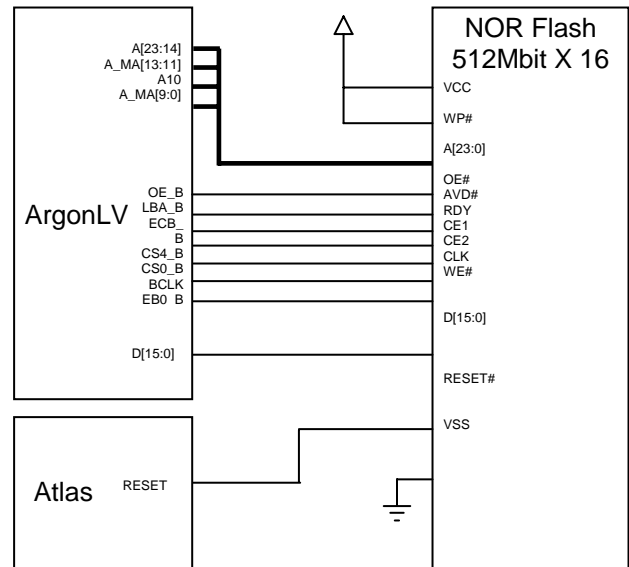 A[23:14]
A_MA[13:11]
A10
A_MA[9:0]
OE_B
LBA_B
ECB_
B
CS4_B
CS0_B
BCLK
EB0_B
D[15:0]
ArgonLV
Atlas
RESET
NOR Flash
512Mbit X 16
VCC
WP#
A[23:0]
OE#
AVD#
RDY
CE1
CE2
CLK
WE#
D[15:0]
RESET#
VSS